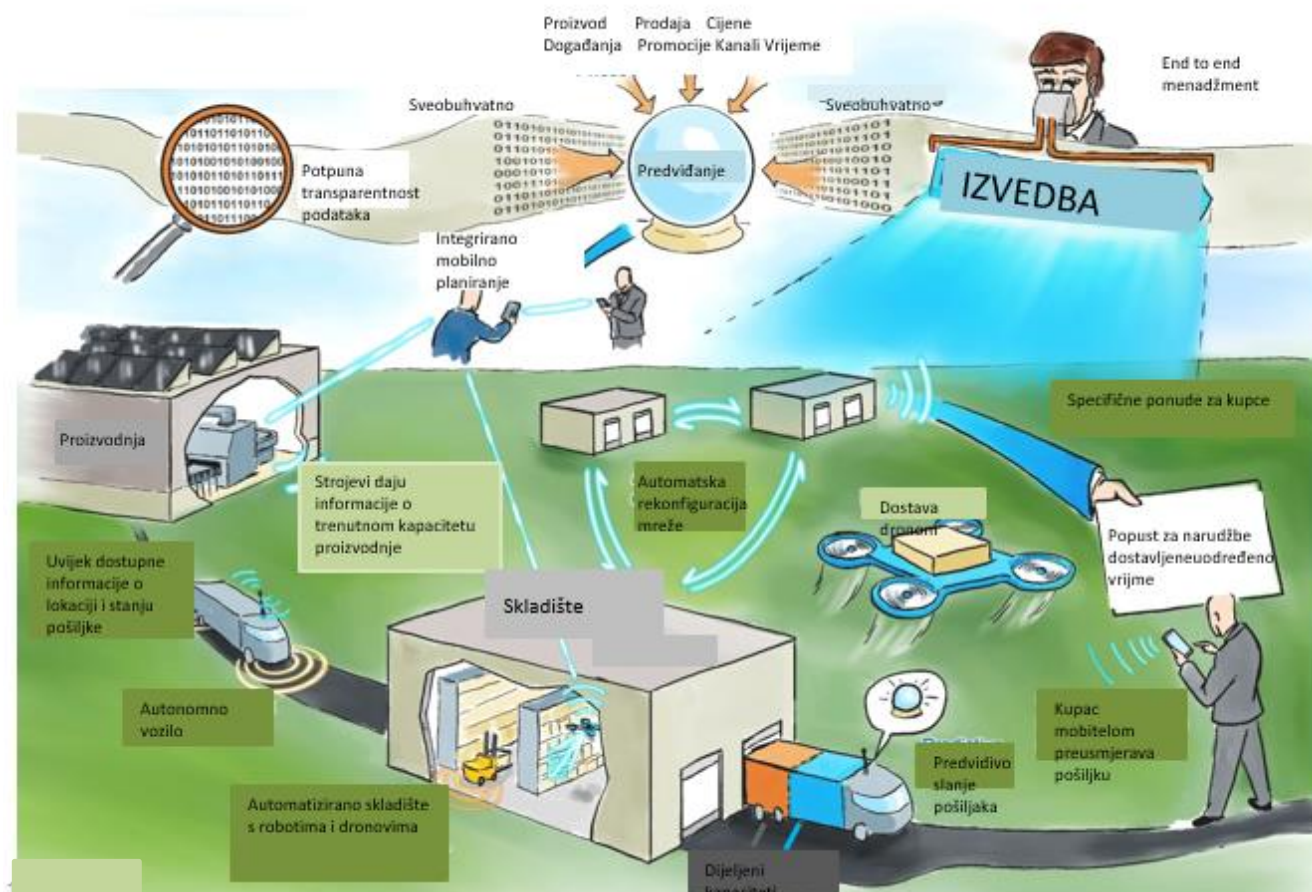 Proizvod Prodaja Cijene
Događanja Promocije Kanali Vrijeme
End to end
menadžment
Sveobuhvatno
Sveobuhvatno
Potpuna
transparentnost
podataka
Predviđanje
IZVEDBA
Integrirano
mobilno
planiranje
Proizvodnja
Specifične ponude za kupce
Strojevi daju
informacije o
trenutnom kapacitetu
proizvodnje
Automatska
rekonfiguracija
mreže
Dostava
dronom
Popust za narudžbe
dostavljeneuodređeno
vrijme
Uvijek dostupne
informacije o
lokaciji i stanju
pošiljke
Skladište
Autonomno
vozilo
Kupac
mobitelom
preusmjerava
pošiljku
Predvidivo
slanje
pošiljaka
Automatizirano skladište
s robotima i dronovima
Dijeljeni
kapaciteti